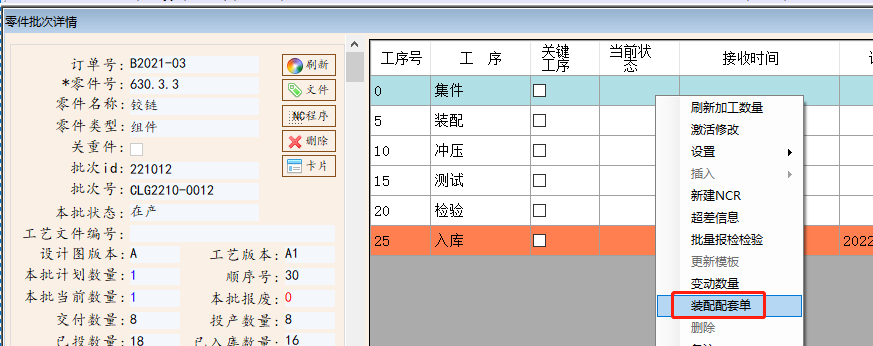 零件批次详情
订单号: B2021-03
*零件号: 630.3.3
零件名称: 铰链
零件类型: 组件
关重件:
批次id: 221012
批次号: CLG2210-0012
本批状态: 在产
工艺文件编号:
设计图版本: A 工艺版本: A1
本批计划数量: 1 顺序号: 30
本批当前数量: 1 本批报废: 0
交付数量: 8 投产数量: 8
已投数量: 18 已入库数量: 16
刷新
文件
NC程序
删除
卡片
工序号 工 序 关键工序 当前状态 接收时间
0 集件
5 装配
10 冲压
15 测试
20 检验
25 入库 2022
刷新加工数量
激活修改
设置
插入
新建NCR
超差信息
批量报检检验
更新模板
变动数量
装配配套单
删除